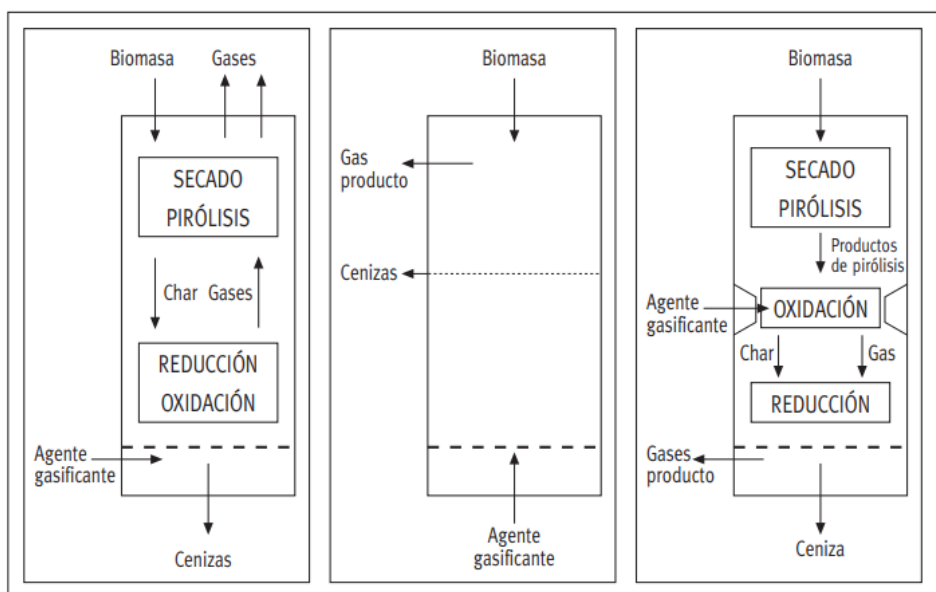 Biomasa Gases
SECADO
PIRÓLISIS
Char Gases
REDUCCIÓN
OXIDACIÓN
Agente
gasificante
Cenizas
Biomasa
Gas
producto
Cenizas
Agente
gasificante
Biomasa
SECADO
PIRÓLISIS
Productos
de pirólisis
Agente
gasificante
OXIDACIÓN
Char Gas
REDUCCIÓN
Gases
producto
Ceniza